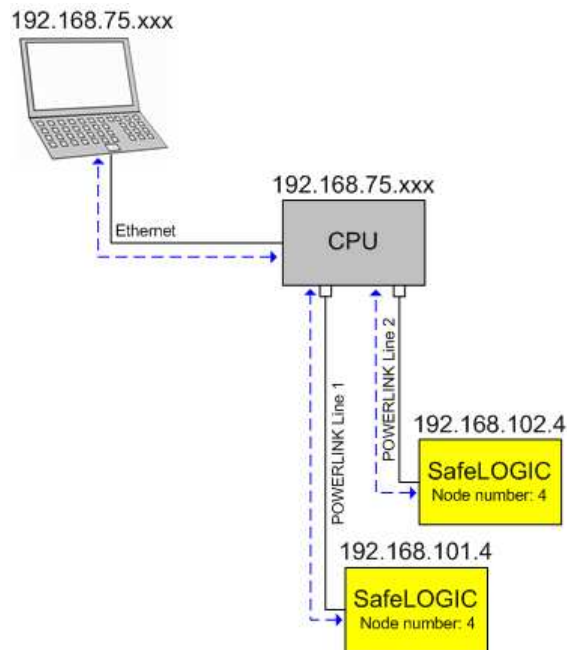 192.168.75.xxx
192.168.75.xxx
Ethernet
CPU
POWERLINK Line 1
POWERLINK Line 2
192.168.102.4
SafeLOGIC
Node number: 4
192.168.101.4
SafeLOGIC
Node number: 4